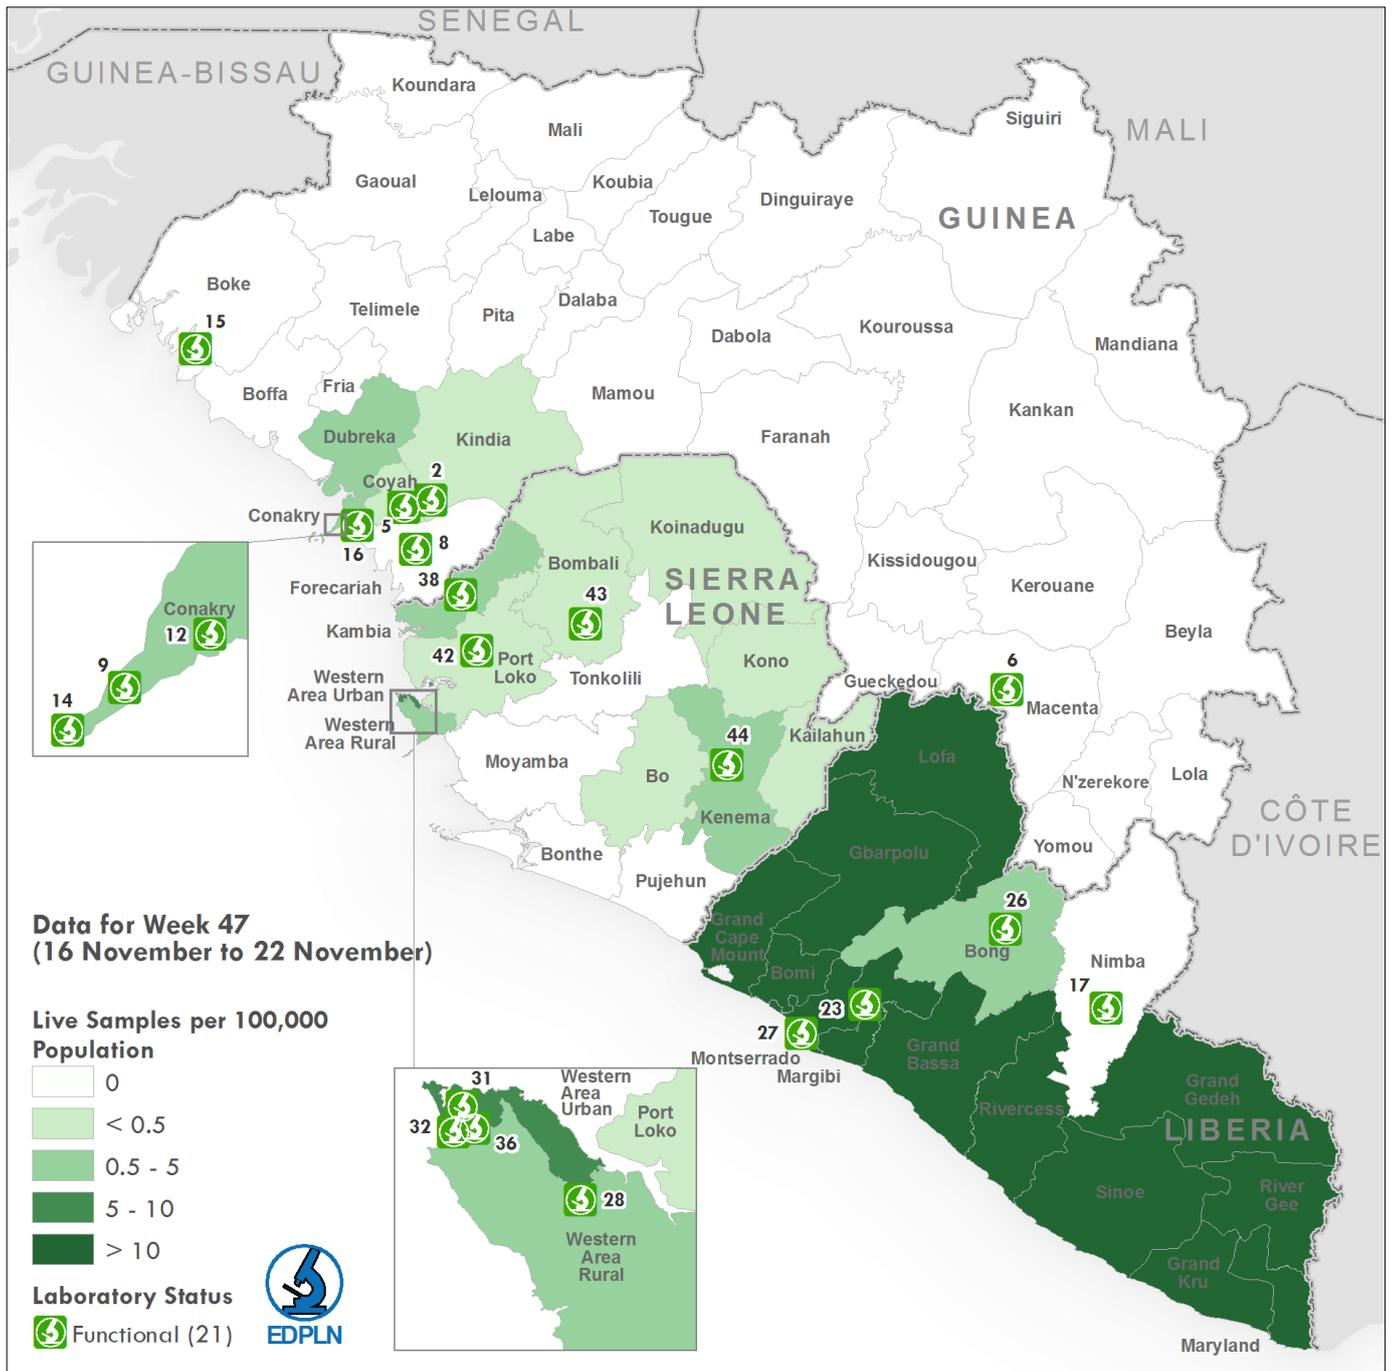 SENEGAL
GUINEA-BISSAU
Koundara
Mali
Siguiri
MALI
Gaoual
Lelouma
Koubia
Dinguiraye
Tougue
GUINEA
Labe
Boke
Telimele
Pita
Dalaba
15
Dabola
Kouroussa
Mandiana
Boffa
Fria
Mamou
Kankan
Dubreka
Kindia
Faranah
Coyah
2
Conakry
5
16
8
Koinadugu
Forecariah
38
Bombali
SIERRA
LEONE
Kissidougou
Kerouane
43
Kambia
Beyla
42
Port
Loko
Tonkolili
Kono
Western
Area Urban
Western
Area Rural
Gueckedou
6
Macenta
Conakry
12
9
14
Moyamba
Bo
44
Kailahun
Lofa
N'zerekore
Lola
Kenema
CÔTE
D'IVOIRE
Bonthe
Gbarpolu
Yomou
Pujehun
26
Bong
Grand
Cape
Mount
Bomi
Nimba
17
23
27
Montserrado
Margibi
Grand
Bassa
Rivercess
Grand
Gedeh
LIBERIA
Sinoe
River
Gee
Grand
Kru
Maryland
Data for Week 47
(16 November to 22 November)
Live Samples per 100,000
Population
0
< 0.5
0.5 - 5
5 - 10
> 10
Laboratory Status
Functional (21)
EDPLN
31
Western
Area
Urban
Port
Loko
32
36
28
Western
Area
Rural